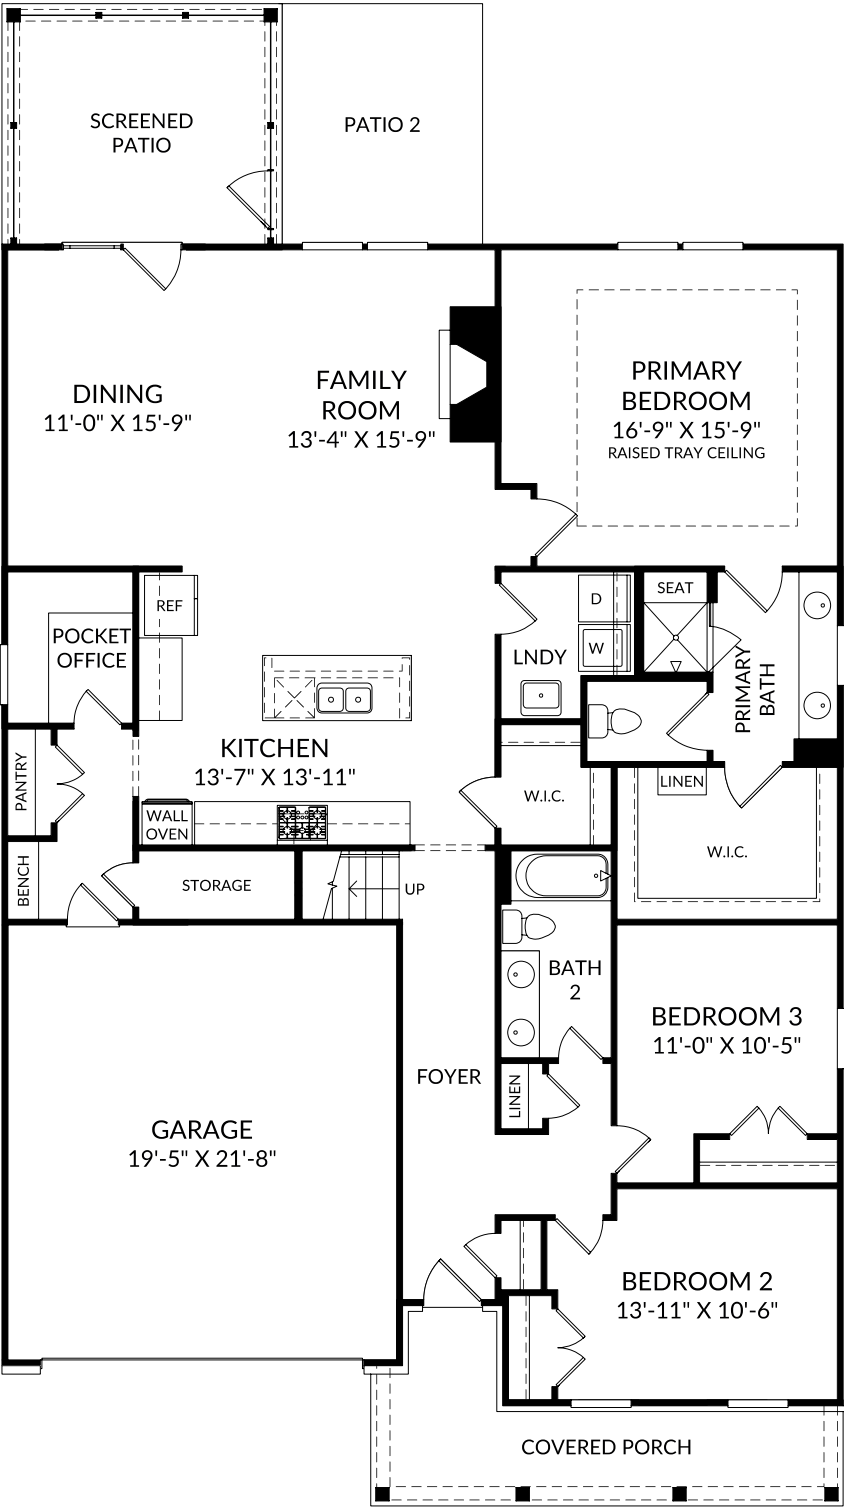 SCREENED
PATIO
PATIO 2
DINING
11'-0" X 15'-9"
FAMILY
ROOM
13'-4" X 15'-9"
PRIMARY
BEDROOM
16'-9" X 15'-9"
RAISED TRAY CEILING
REF
POCKET
OFFICE
LNDY
D
W
SEAT
PRIMARY
BATH
KITCHEN
13'-7" X 13'-11"
PANTRY
WALL
OVEN
W.I.C.
LINEN
W.I.C.
BENCH
STORAGE
UP
BATH
2
BEDROOM 3
11'-0" X 10'-5"
FOYER
LINEN
GARAGE
19'-5" X 21'-8"
BEDROOM 2
13'-11" X 10'-6"
COVERED PORCH